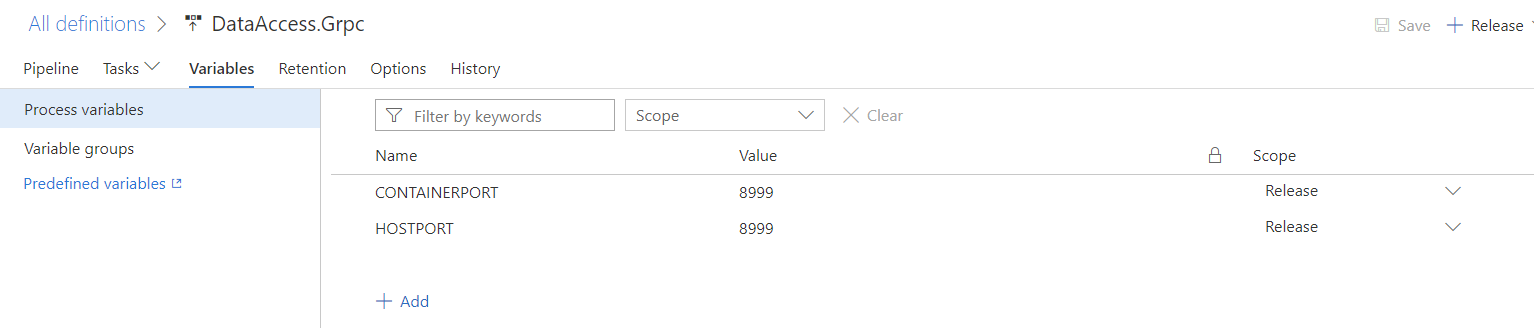 All definitions > DataAccess.Grpc
Save + Release
Pipeline Tasks Variables Retention Options History
Process variables
Variable groups
Predefined variables
Filter by keywords Scope Clear
Name Value Scope
CONTAINERPORT 8999 Release
HOSTPORT 8999 Release
+ Add